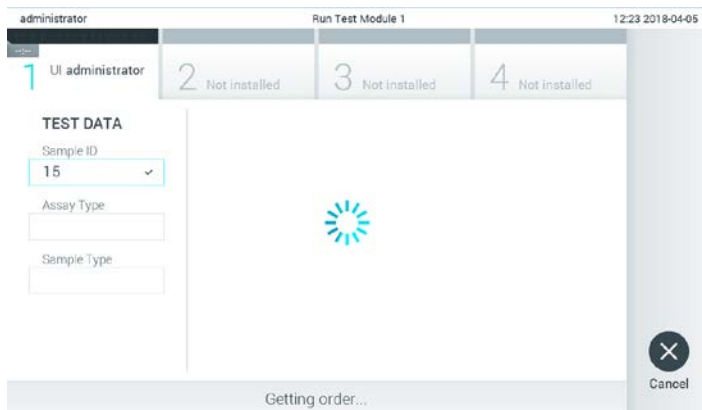 administrator Run Test Module 1 12:23 2018-04-05
1 UI administrator 2 Not installed 3 Not installed 4 Not installed
TEST DATA
Sample ID
15
Assay Type
Sample Type
Cancel
Getting order...